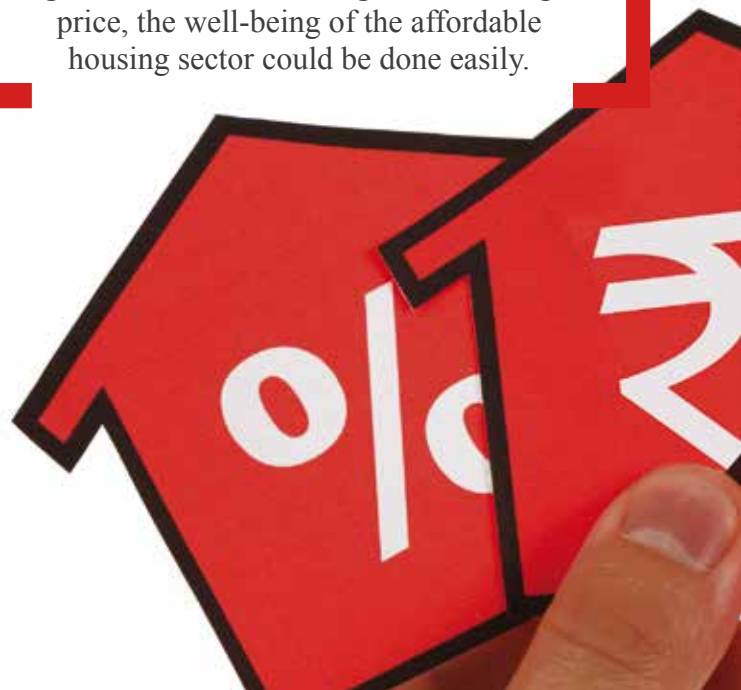 price, the well-being of the affordable
housing sector could be done easily.
%
₹